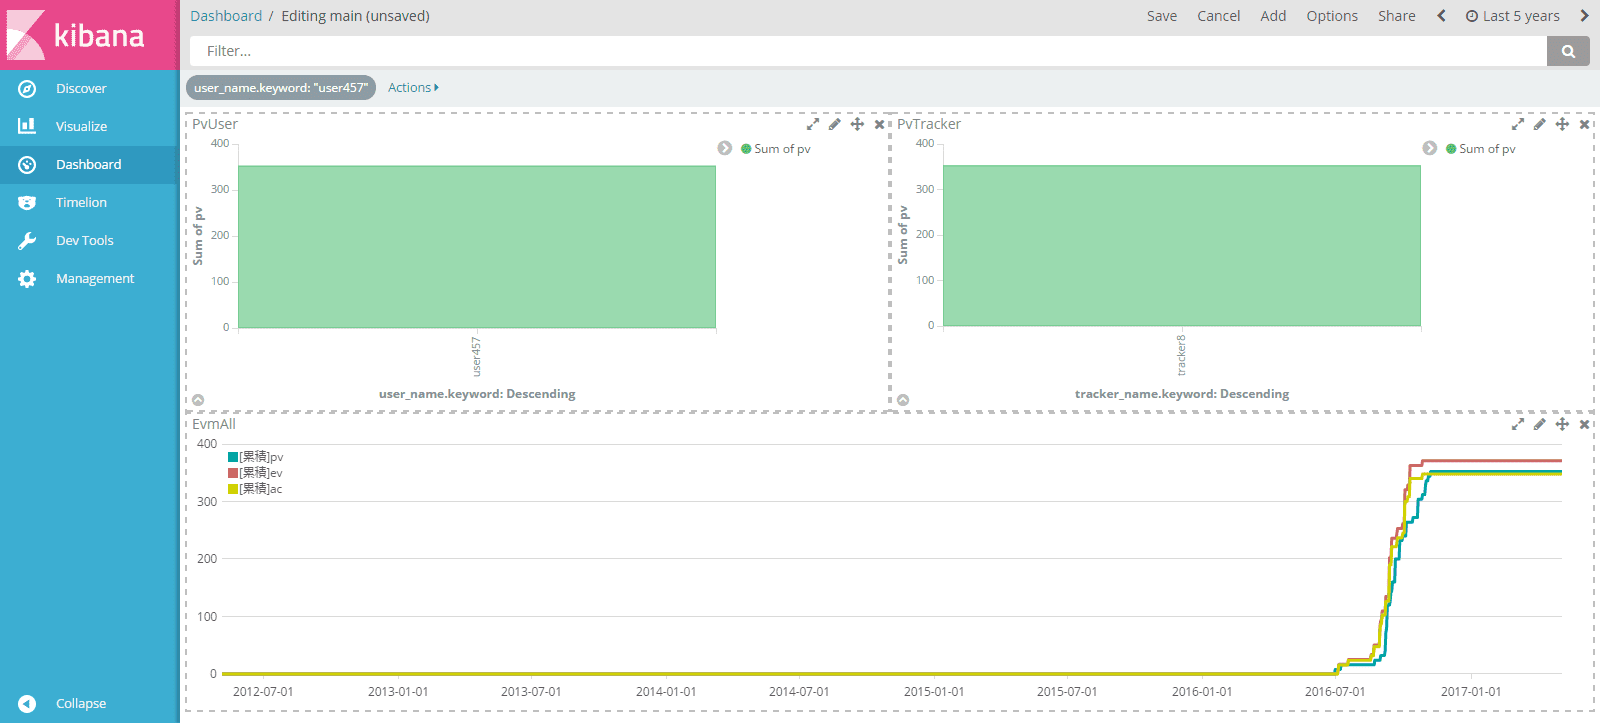 kibana
Discover
Visualize
Dashboard
Timelion
Dev Tools
Management
Collapse
Dashboard / Editing main (unsaved)
Save Cancel Add Options Share Last 5 years
Filter...
user_name.keyword: "user457" Actions
PvUser
Sum of pv
400
300
200
100
0
Sum of pv
user457
user_name.keyword: Descending
PvTracker
Sum of pv
400
300
200
100
0
Sum of pv
tracker8
tracker_name.keyword: Descending
EvmAll
400
300
200
100
0
[累積]pv
[累積]ev
[累積]ac
2012-07-01 2013-01-01 2013-07-01 2014-01-01 2014-07-01 2015-01-01 2015-07-01 2016-01-01 2016-07-01 2017-01-01